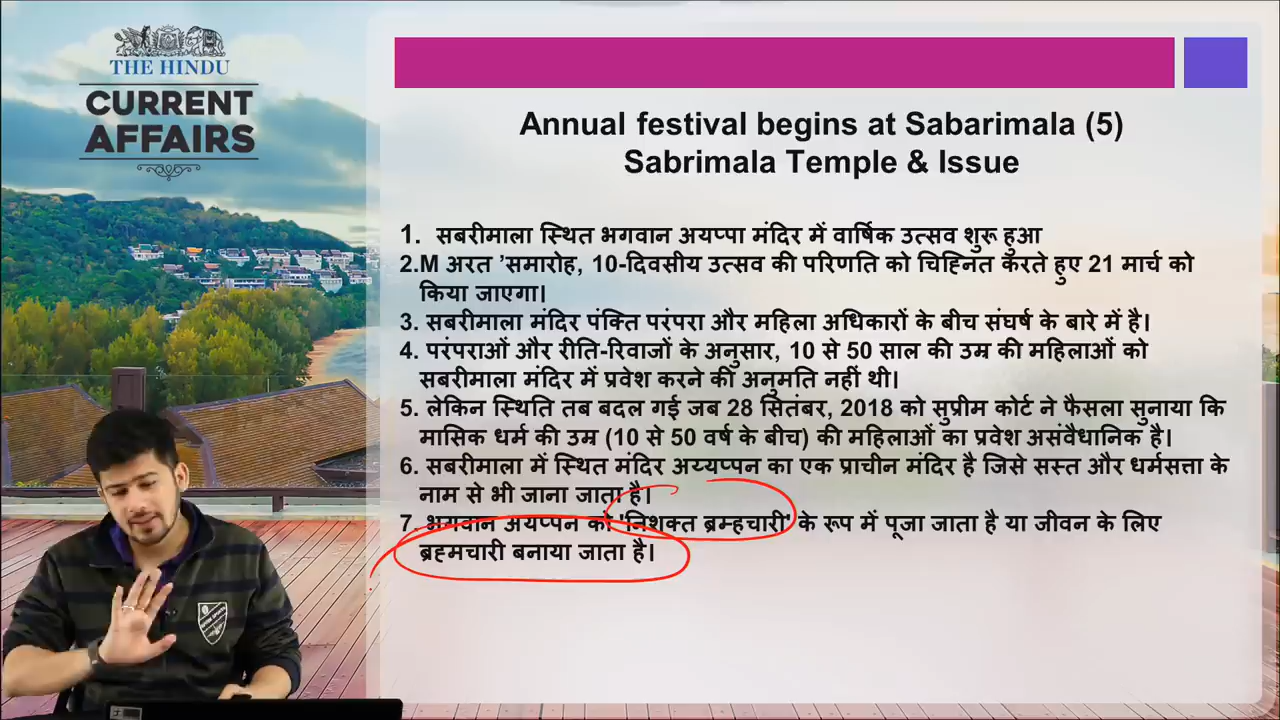 THE HINDU
CURRENT
AFFAIRS
Annual festival begins at Sabarimala (5)
Sabrimala Temple & Issue
1. सबरीमाला स्थित भगवान अयप्पा मंदिर में वार्षिक उत्सव शुरू हुआ
2.M अरत ’समारोह, 10-दिवसीय उत्सव की परिणति को चिह्नित करते हुए 21 मार्च को
किया जाएगा।
3. सबरीमाला मंदिर पंक्ति परंपरा और महिला अधिकारों के बीच संघर्ष के बारे में है।
4. परंपराओं और रीति-रिवाजों के अनुसार, 10 से 50 साल की उम्र की महिलाओं को
सबरीमाला मंदिर में प्रवेश करने की अनुमति नहीं थी।
5. लेकिन स्थिति तब बदल गई जब 28 सितंबर, 2018 को सुप्रीम कोर्ट ने फैसला सुनाया कि
मासिक धर्म की उम्र (10 से 50 वर्ष के बीच) की महिलाओं का प्रवेश असंवैधानिक है।
6. सबरीमाला में स्थित मंदिर अय्यप्पन का एक प्राचीन मंदिर है जिसे सस्त और धर्मसत्ता के
नाम से भी जाना जाता है।
7. भगवान अयप्पन को 'निशक्त ब्रम्हचारी' के रूप में पूजा जाता है या जीवन के लिए
ब्रह्मचारी बनाया जाता है।